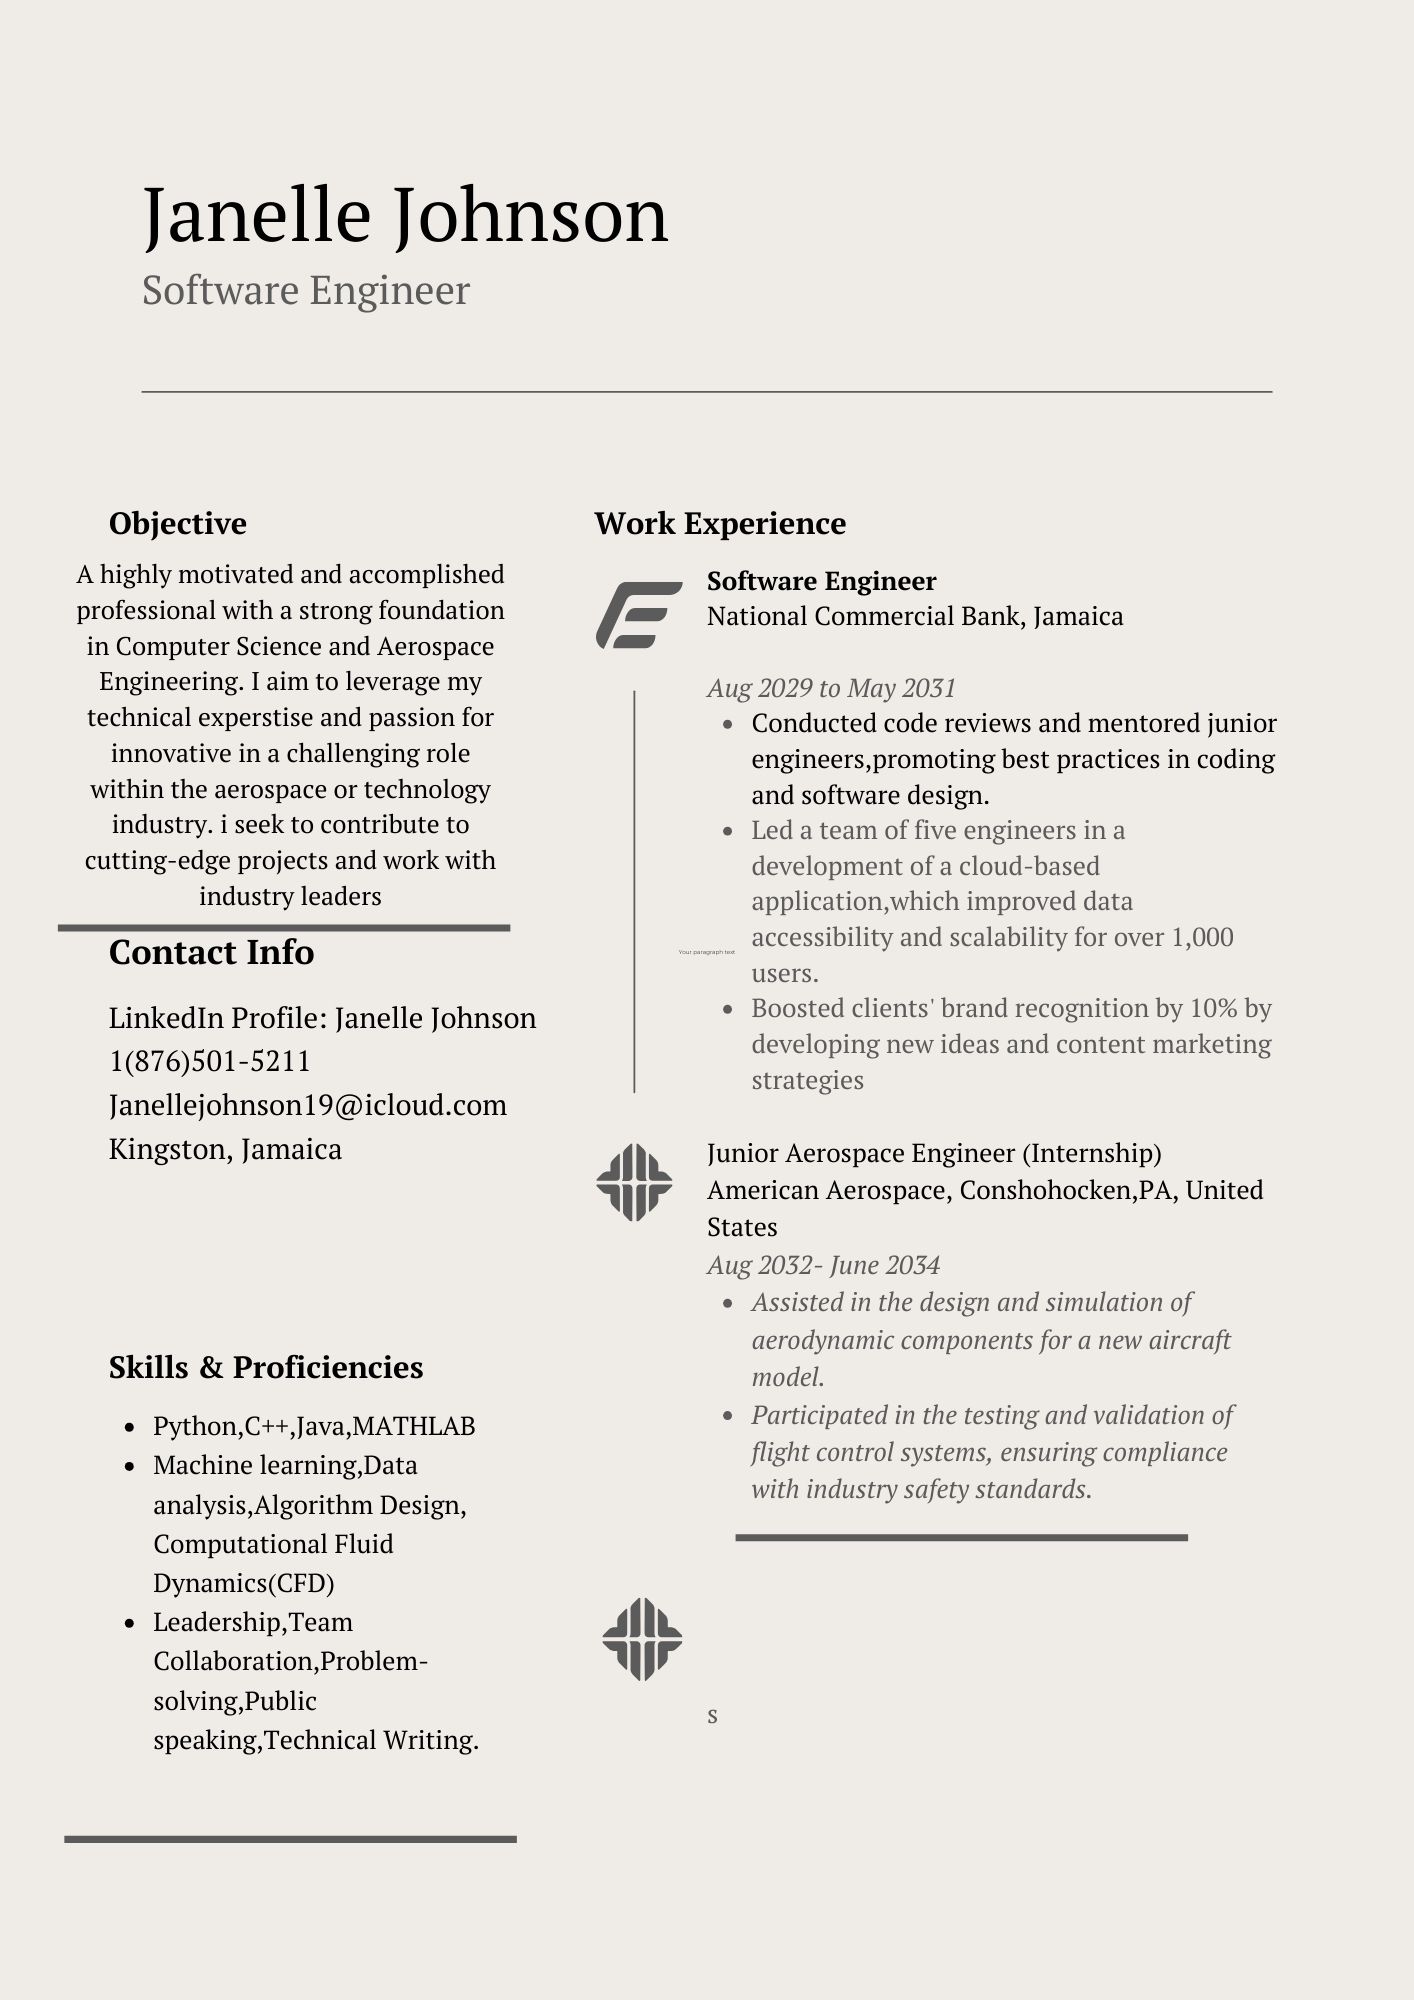 Janelle Johnson
Software Engineer
Objective
A highly motivated and accomplished
professional with a strong foundation
in Computer Science and Aerospace
Engineering. I aim to leverage my
technical experstise and passion for
innovative in a challenging role
within the aerospace or technology
industry. i seek to contribute to
cutting-edge projects and work with
industry leaders
Contact Info
LinkedIn Profile: Janelle Johnson
1(876)501-5211
Janellejohnson19@icloud.com
Kingston, Jamaica
Skills & Proficiencies
• Python,C++,Java,MATHLAB
• Machine learning,Data
analysis,Algorithm Design,
Computational Fluid
Dynamics(CFD)
• Leadership,Team
Collaboration,Problem-
solving,Public
speaking,Technical Writing.
Work Experience
Software Engineer
National Commercial Bank, Jamaica
Aug 2029 to May 2031
• Conducted code reviews and mentored junior
engineers,promoting best practices in coding
and software design.
• Led a team of five engineers in a
development of a cloud-based
application,which improved data
accessibility and scalability for over 1,000
Your paragraph text
users.
• Boosted clients' brand recognition by 10% by
developing new ideas and content marketing
strategies
Junior Aerospace Engineer (Internship)
American Aerospace, Conshohocken,PA, United
States
Aug 2032- June 2034
• Assisted in the design and simulation of
aerodynamic components for a new aircraft
model.
• Participated in the testing and validation of
flight control systems, ensuring compliance
with industry safety standards.
s